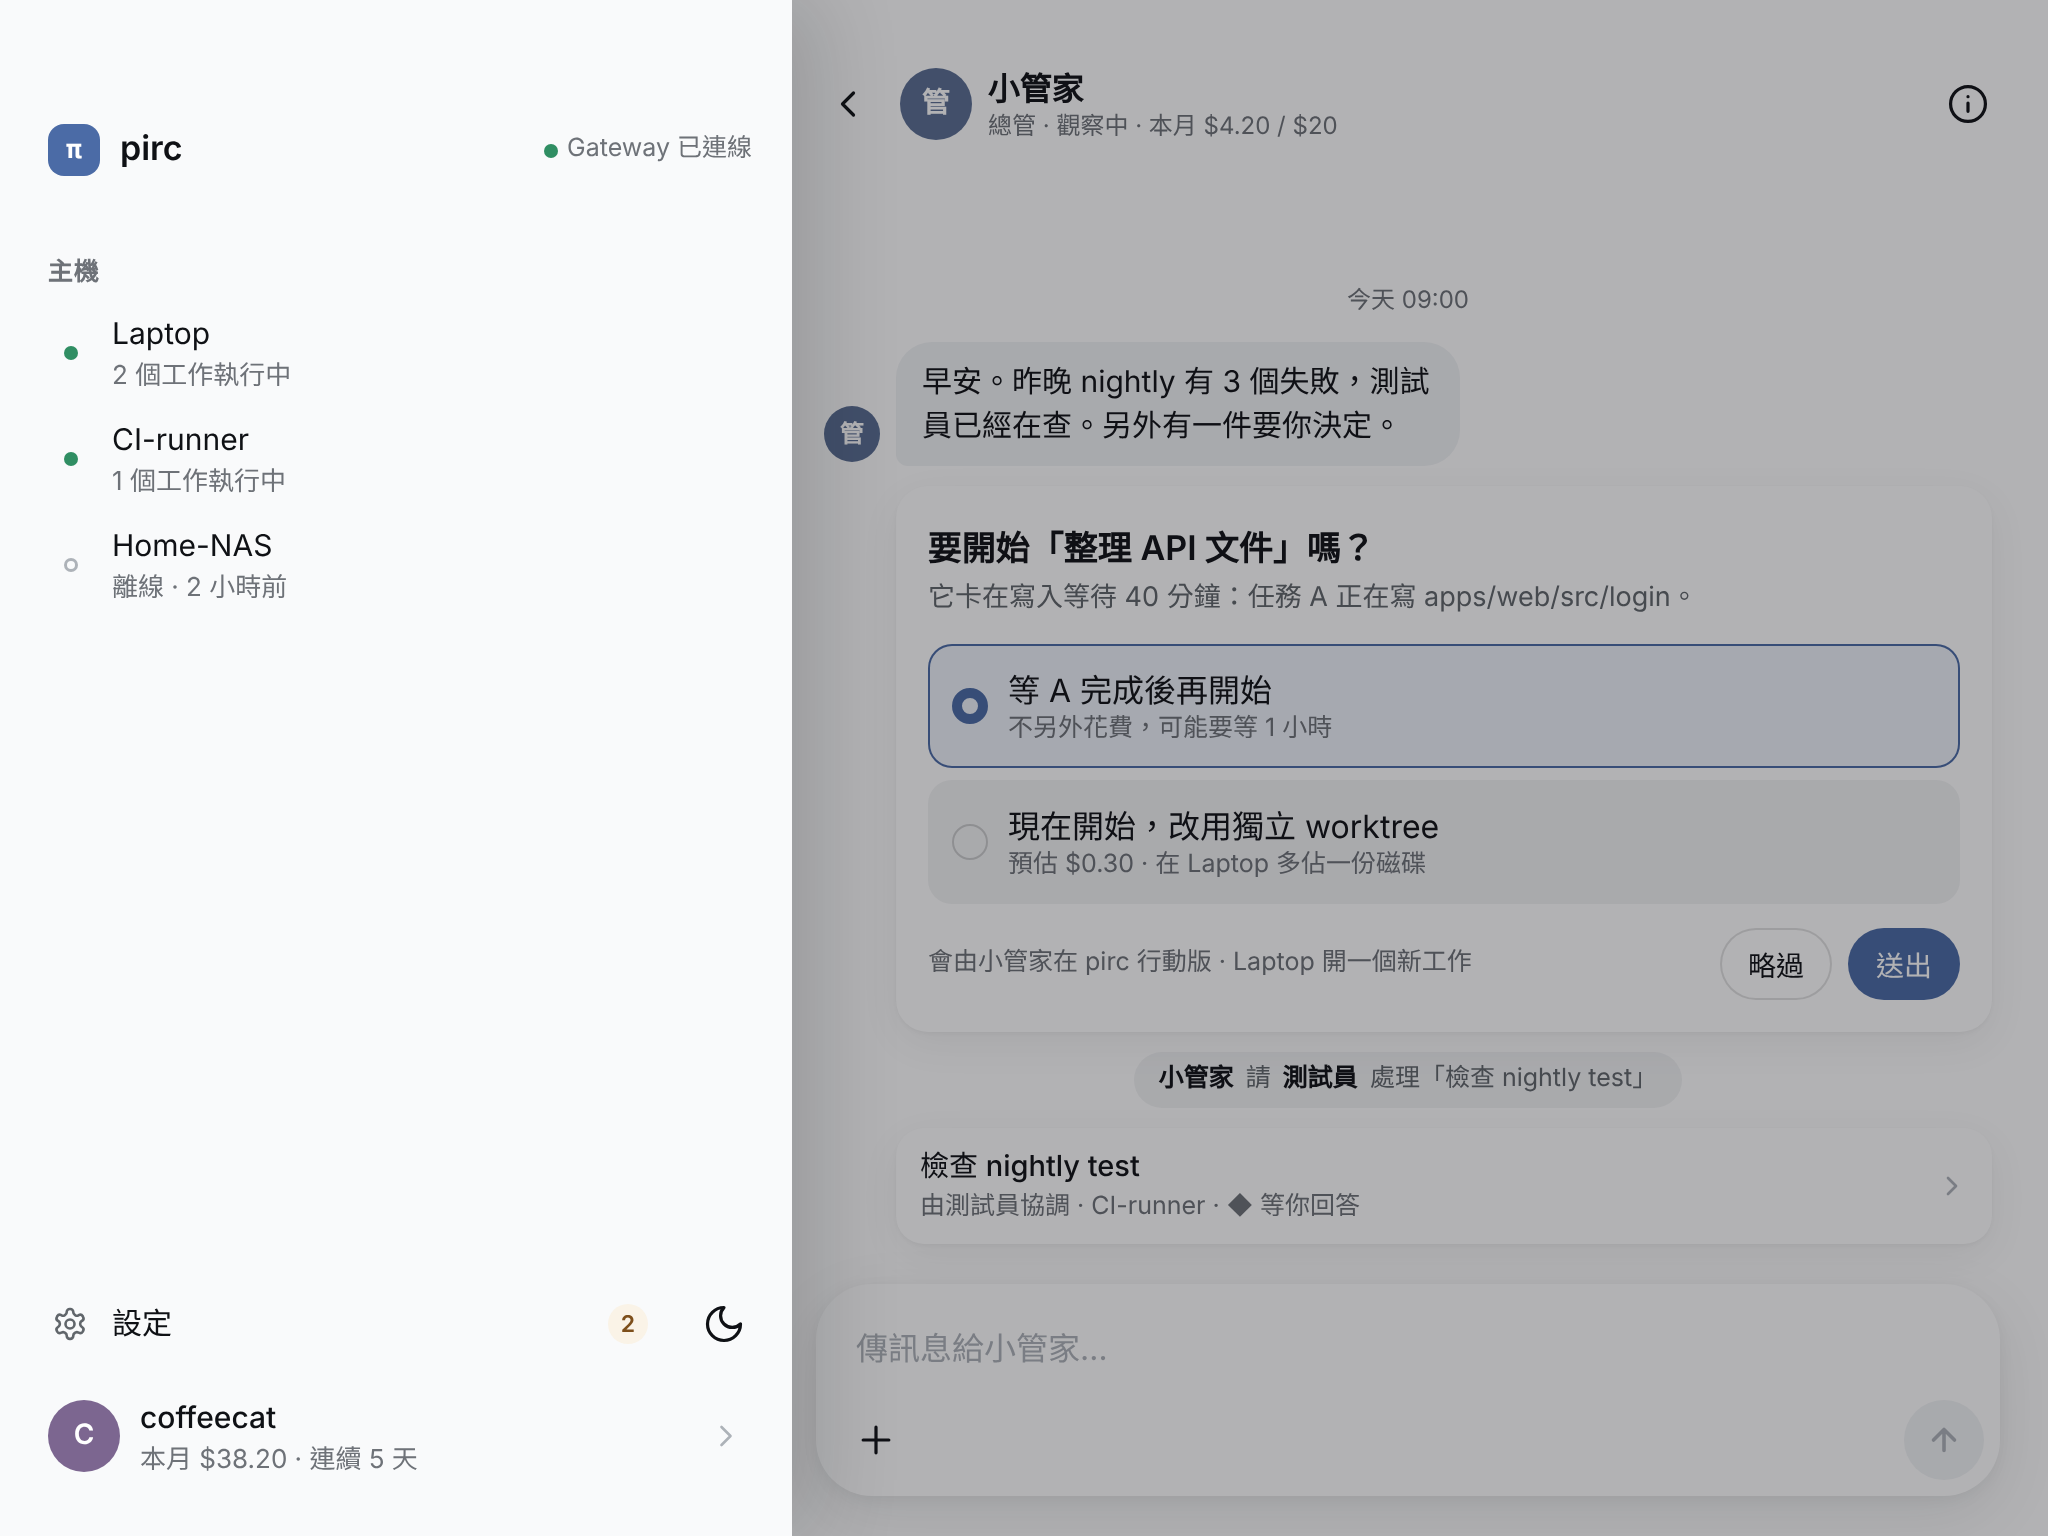 π pirc
Gateway 已連線
主機
Laptop
2 個工作執行中
CI-runner
1 個工作執行中
Home-NAS
離線 · 2 小時前
設定
2
C
coffeecat
本月 $38.20 · 連續 5 天
管
小管家
總管 · 觀察中 · 本月 $4.20 / $20
今天 09:00
早安。昨晚 nightly 有 3 個失敗，測試
員已經在查。另外有一件要你決定。
管
要開始「整理 API 文件」嗎？
它卡在寫入等待 40 分鐘：任務 A 正在寫 apps/web/src/login。
等 A 完成後再開始
不另外花費，可能要等 1 小時
現在開始，改用獨立 worktree
預估 $0.30 · 在 Laptop 多佔一份磁碟
會由小管家在 pirc 行動版 · Laptop 開一個新工作
略過
送出
小管家 請 測試員 處理「檢查 nightly test」
檢查 nightly test
由測試員協調 · CI-runner · ◆ 等你回答
傳訊息給小管家...